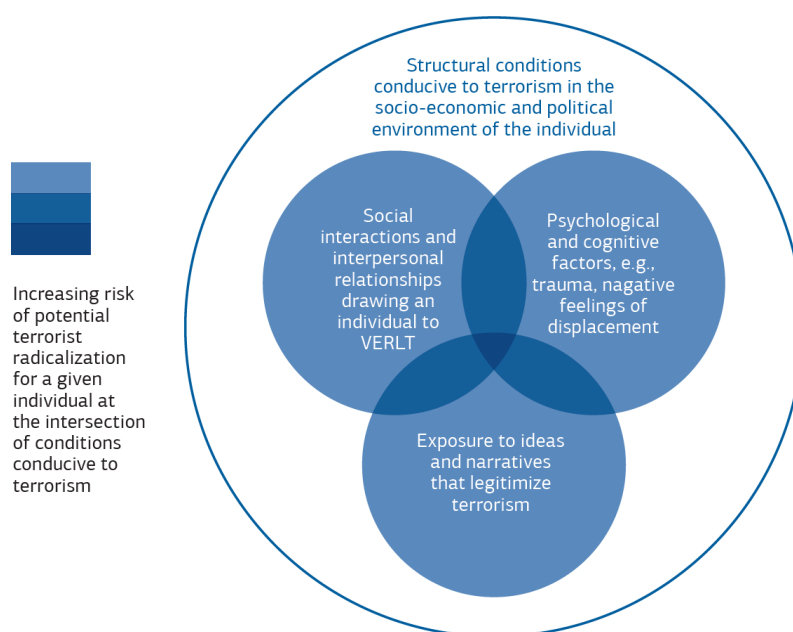 Structural conditions
conducive to terrorism in the
socio-economic and political
environment of the individual
Social
interactions and
interpersonal
relationships
drawing an
individual to
VERLT
Psychological
and cognitive
factors, e.g.,
trauma, nagative
feelings of
displacement
Exposure to ideas
and narratives
that legitimize
terrorism
Increasing risk
of potential
terrorist
radicalization
for a given
individual at
the intersection
of conditions
conducive to
terrorism